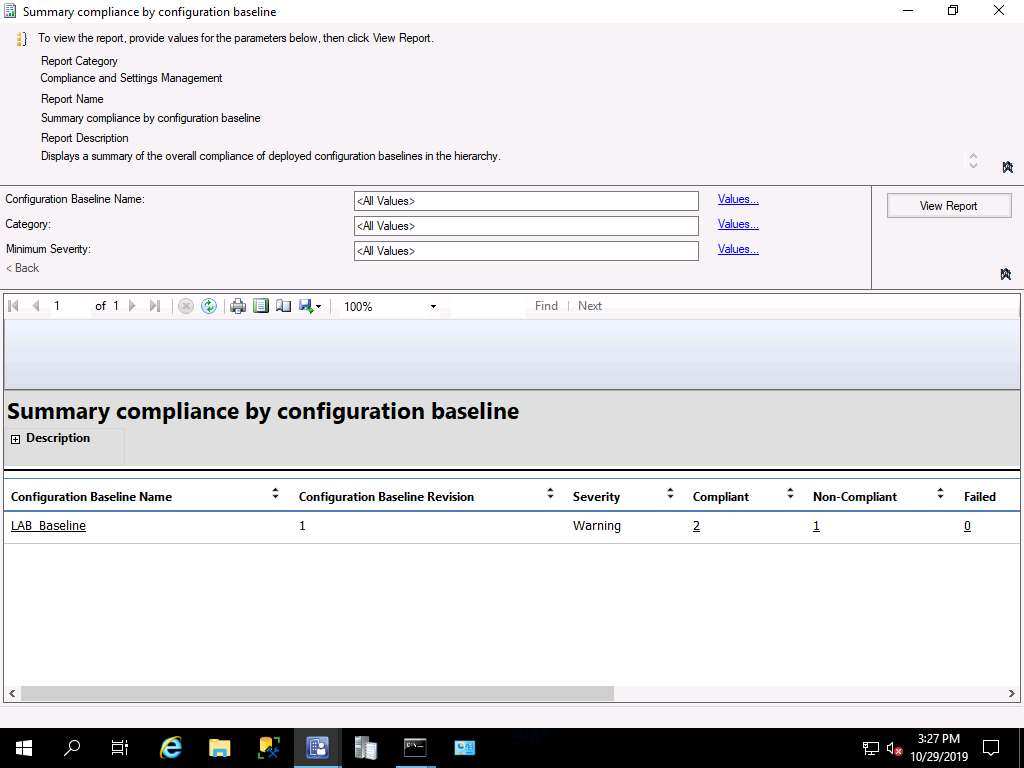 Summary compliance by configuration baseline
To view the report, provide values for the parameters below, then click View Report.
Report Category
Compliance and Settings Management
Report Name
Summary compliance by configuration baseline
Report Description
Displays a summary of the overall compliance of deployed configuration baselines in the hierarchy.
Configuration Baseline Name: <All Values> Values... View Report
Category: <All Values> Values...
Minimum Severity: <All Values> Values...
< Back
1 of 1 100% Find | Next
Summary compliance by configuration baseline
Description
Configuration Baseline Name Configuration Baseline Revision Severity Compliant Non-Compliant Failed
LAB_Baseline 1 Warning 2 1 0
3:27 PM
10/29/2019